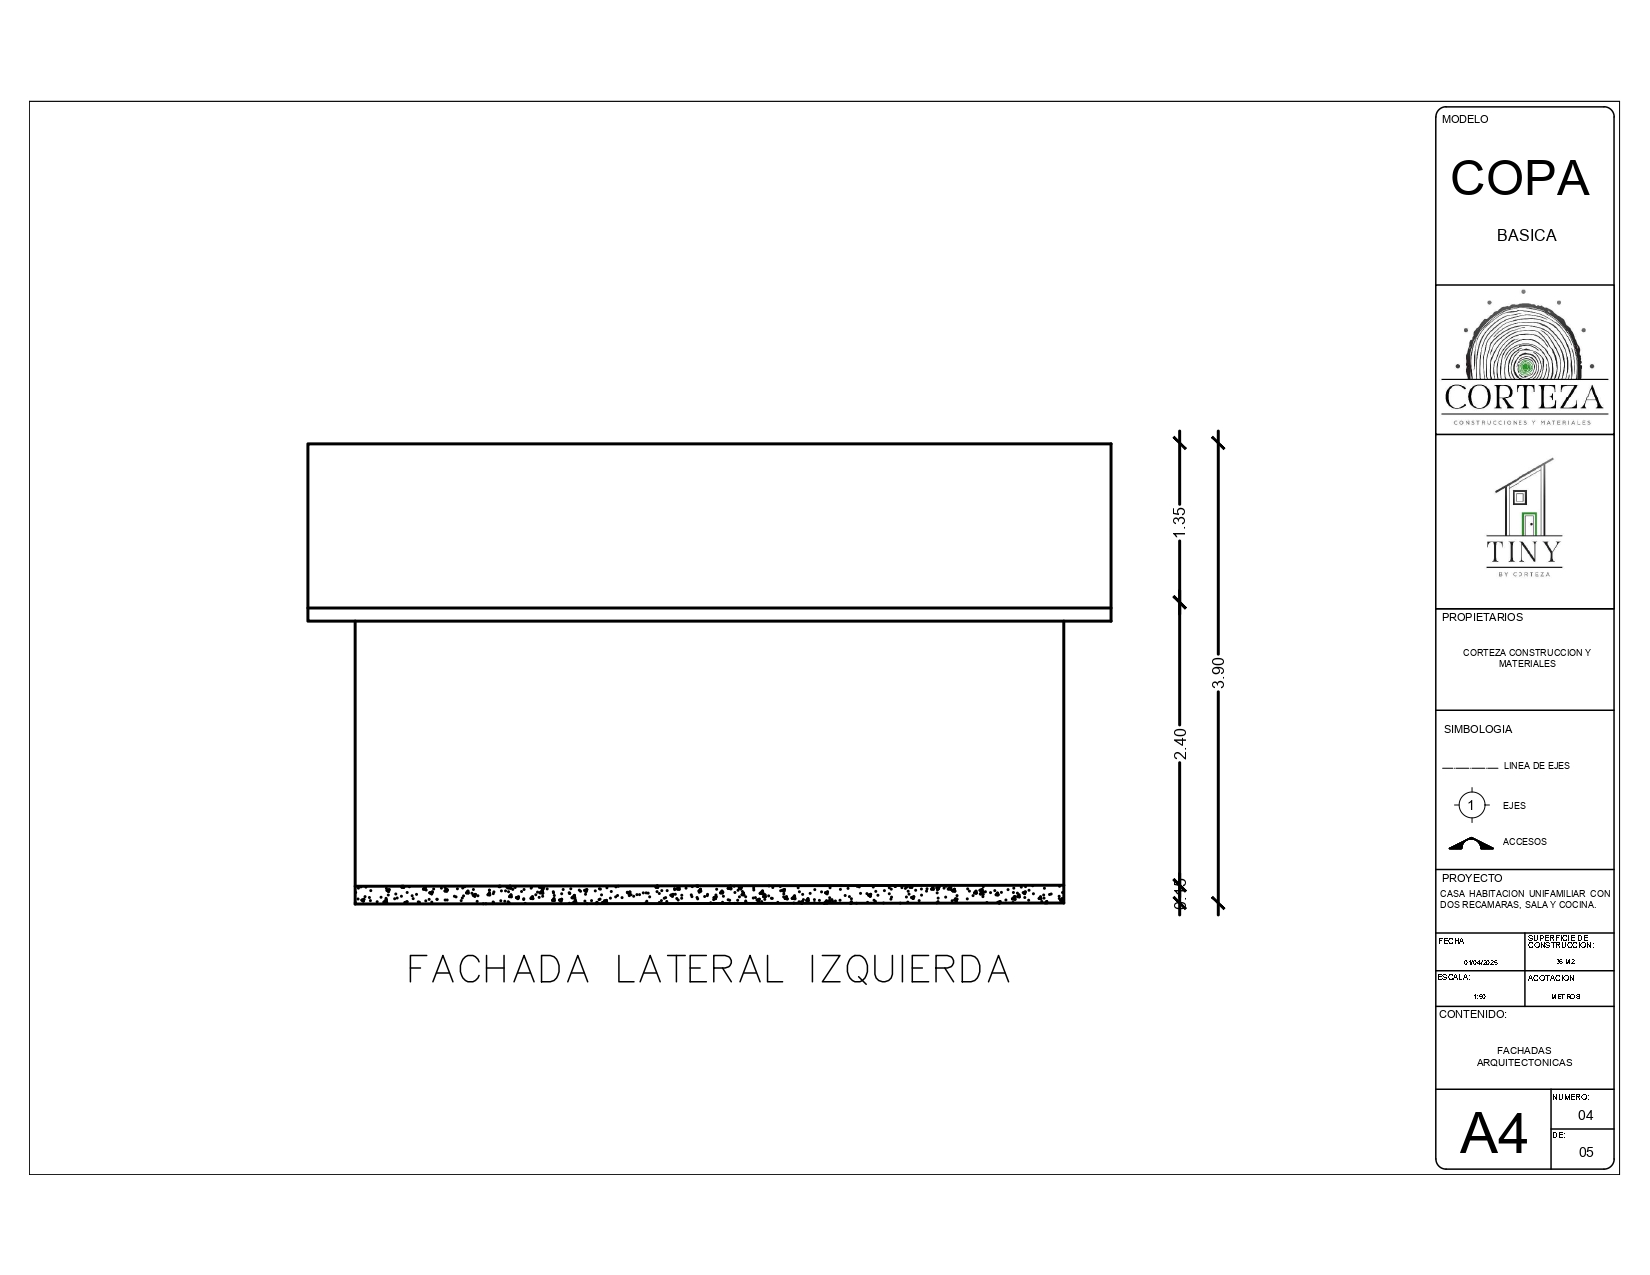 MODELO
COPA
BASICA
CORTEZA
CONSTRUCCIONES Y MATERIALES
TINY
BY CORTEZA
PROPIETARIOS
CORTEZA CONSTRUCCION Y
MATERIALES
SIMBOLOGIA
LINEA DE EJES
1 EJES
ACCESOS
PROYECTO
CASA HABITACION UNIFAMILIAR CON
DOS RECAMARAS, SALA Y COCINA.
FECHA
01/04/2025
SUPERFICIE DE
CONSTRUCCION:
36 M2
ESCALA:
1:50
ACOTACION
METROS
CONTENIDO:
FACHADAS
ARQUITECTONICAS
A4
NUMERO:
04
DE:
05
1.35
2.40
3.90
FACHADA LATERAL IZQUIERDA